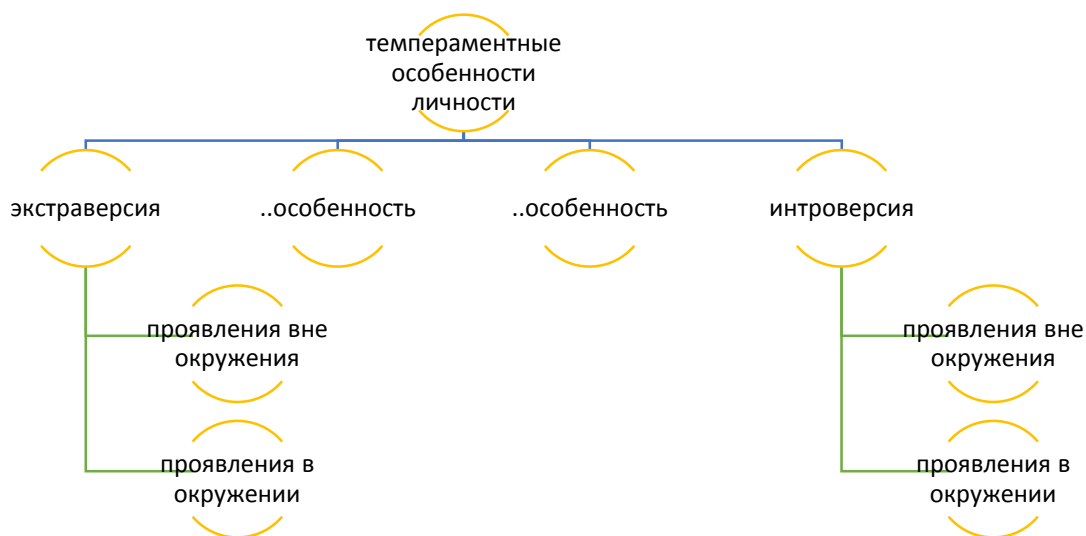 темпераментные
особенности
личности
экстраверсия
..особенность
..особенность
интроверсия
проявления вне
окружения
проявления в
окружении
проявления вне
окружения
проявления в
окружении